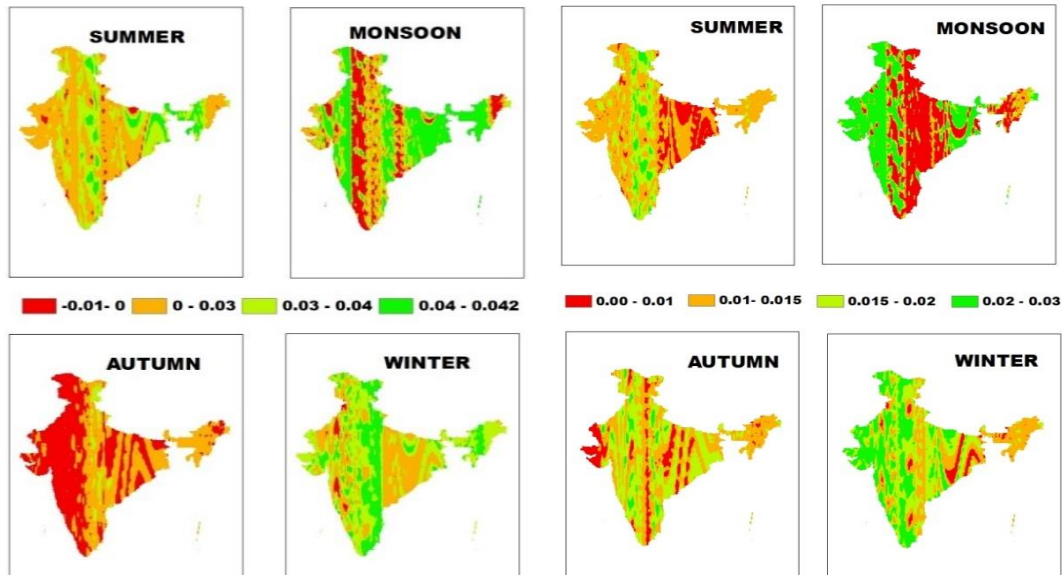 SUMMER
MONSOON
SUMMER
MONSOON
-0.01- 0
0 - 0.03
0.03 - 0.04
0.04 - 0.042
0.00 - 0.01
0.01- 0.015
0.015 - 0.02
0.02 - 0.03
AUTUMN
WINTER
AUTUMN
WINTER